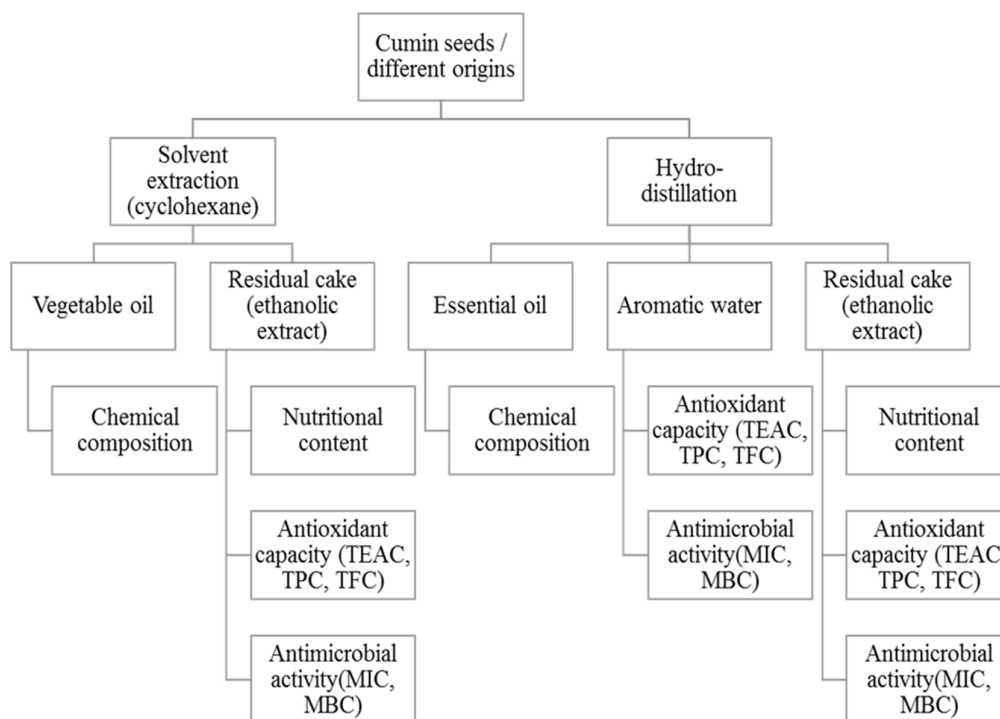 Cumin seeds /
different origins
Solvent
extraction
(cyclohexane)
Hydro-
distillation
Vegetable oil
Residual cake
(ethanolic
extract)
Essential oil
Aromatic water
Residual cake
(ethanolic
extract)
Chemical
composition
Nutritional
content
Chemical
composition
Antioxidant
capacity (TEAC,
TPC, TFC)
Nutritional
content
Antioxidant
capacity (TEAC,
TPC, TFC)
Antimicrobial
activity(MIC,
MBC)
Antioxidant
capacity (TEAC
TPC, TFC)
Antimicrobial
activity(MIC,
MBC)
Antimicrobial
activity(MIC,
MBC)